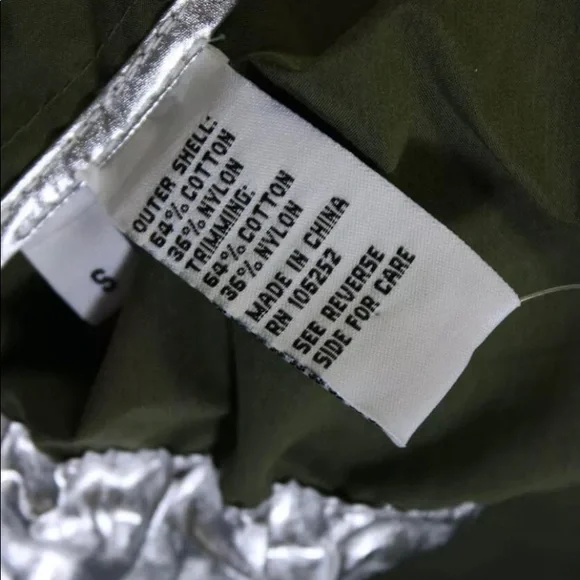 OUTER SHELL:
64% COTTON
36% NYLON
TRIMMING:
64% COTTON
36% NYLON
MADE IN CHINA
RN 106252
SEE REVERSE
SIDE FOR CARE
S